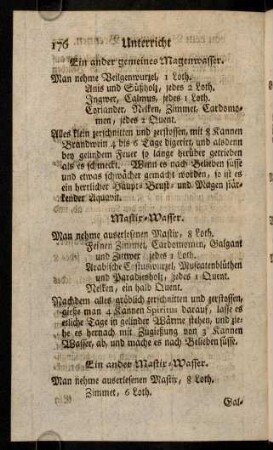 176 Unterricht
Ein ander gemeines Magenwasser.
Man nehme Veilgenwurzel, 1 Loth.
Anis und Süßholz, jedes 2 Loth.
Ingwer, Calmus, jedes 1 Loth.
Coriander, Nelken, Zimmet, Cardomo-
men, jedes 2 Quent.
Alles klein zerschnitten und zerstossen, mit 8 Kannen
Brandwein 4 bis 6 Tage digerirt, und alsdenn
bey gelindem Feuer so lange herüber getrieben
als es schmeckt. Wenn es nach Belieben süsse
und etwas schwächer gemacht worden, so ist es
ein herrlicher Haupt- Brust- und Magen stär-
kender Aquavit.
Mastix-Wasser.
Man nehme auserlesenen Mastix, 8 Loth.
Feinen Zimmet, Cardomomen, Galgant
und Zittwer jedes 1 Loth.
Arabische Costuswurzel, Muscatenblüthen
und Paradiesholz, jedes 1 Quent.
Nelken, ein halb Quent.
Nachdem alles gröblich zerschnitten und zerstossen,
gieße man 4 Kannen Spiritus darauf, lasse es
etliche Tage in gelinder Wärme stehen, und zie-
he es hernach mit Zugiessung von 3 Kannen
Wasser, ab, und mache es nach Belieben süsse.
Ein ander Mastix-Wasser.
Man nehme auserlesenen Mastix, 8 Loth.
Zimmet, 6 Loth.
Gal-